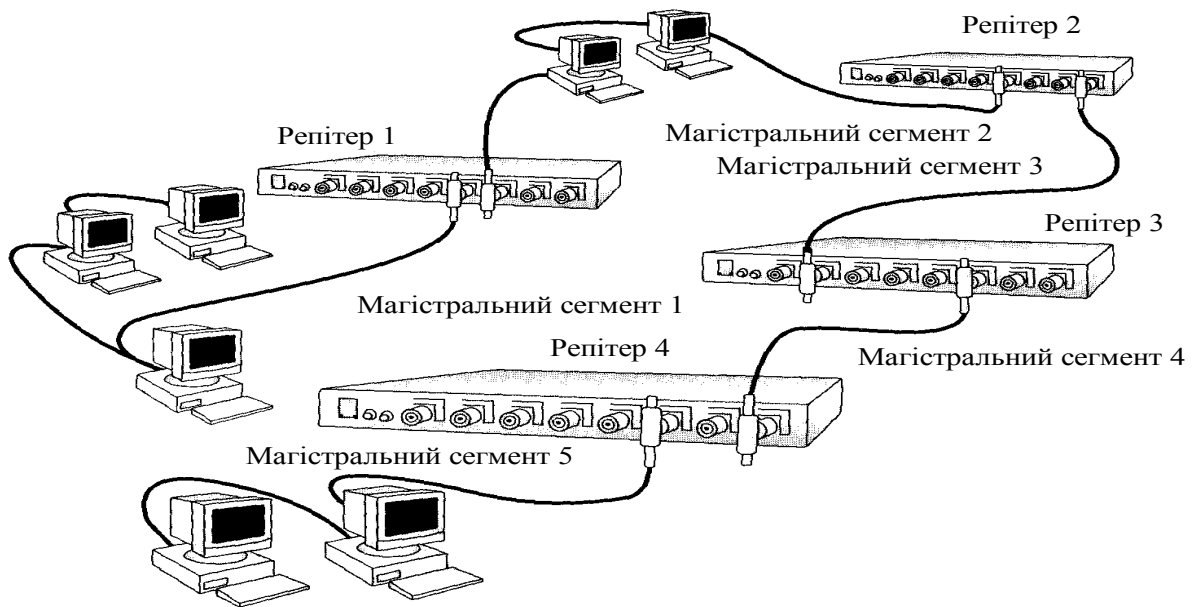 Репітер 2
Репітер 1
Магістральний сегмент 2
Магістральний сегмент 3
Репітер 3
Магістральний сегмент 1
Репітер 4
Магістральний сегмент 4
Магістральний сегмент 5